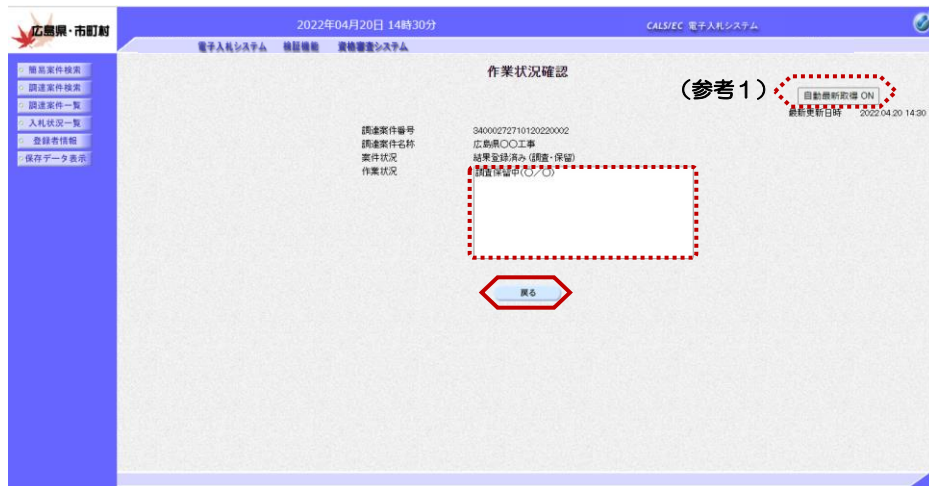 広島県・市町村
2022年04月20日 14時30分
CALS/EC 電子入札システム
電子入札システム 検証機能 資格審査システム
簡易案件検索
調達案件検索
調達案件一覧
入札状況一覧
登録者情報
保存データ表示
作業状況確認
(参考1)
自動最新取得 ON
最新更新日時 2022.04.20 14:30
調達案件番号 34000272710120220002
調達案件名称 広島県〇〇工事
案件状況 結果登録済み(調査・保留)
作業状況 調査保留中(〇/〇)
戻る